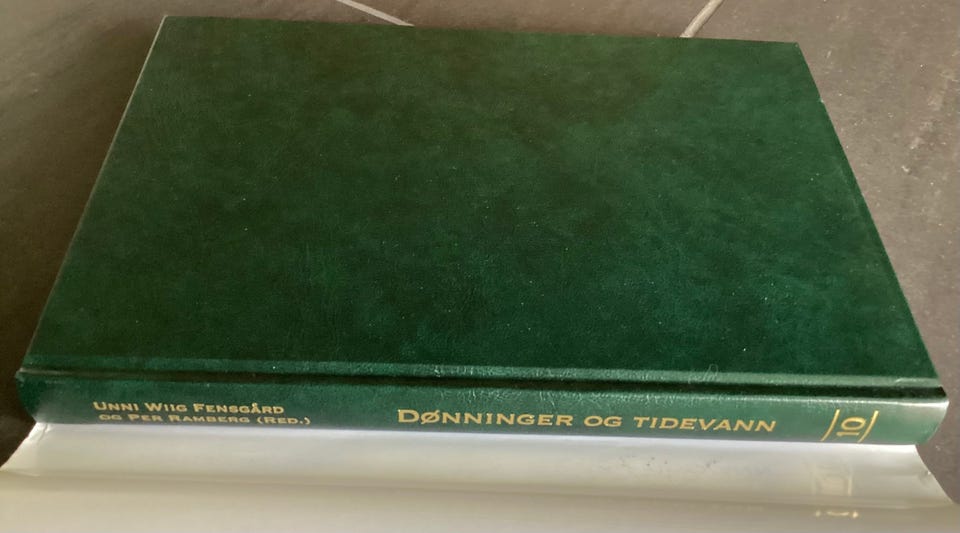 UNNI WIIG FENSGÅRD
OG PER RAMBERG (RED.)
DØNNINGER OG TIDEVANN
10